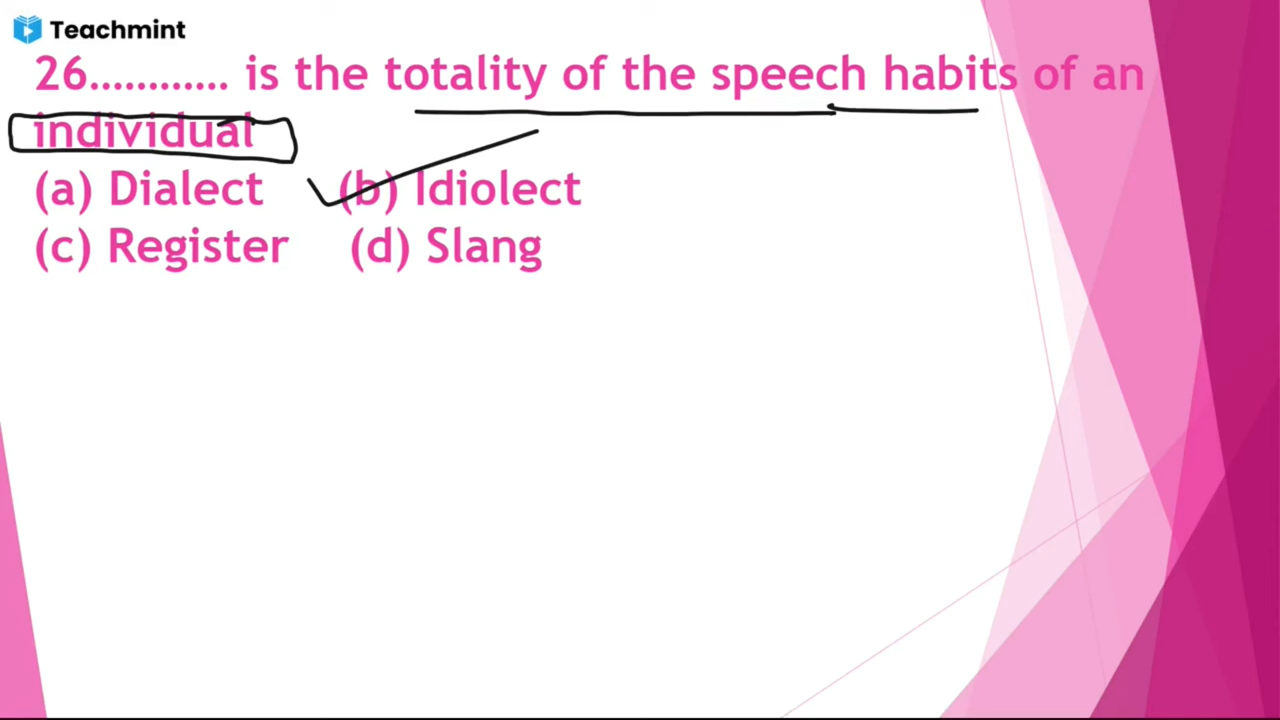 Teachmint
26............ is the totality of the speech habits of an
individual
(a) Dialect (b) Idiolect
(c) Register (d) Slang